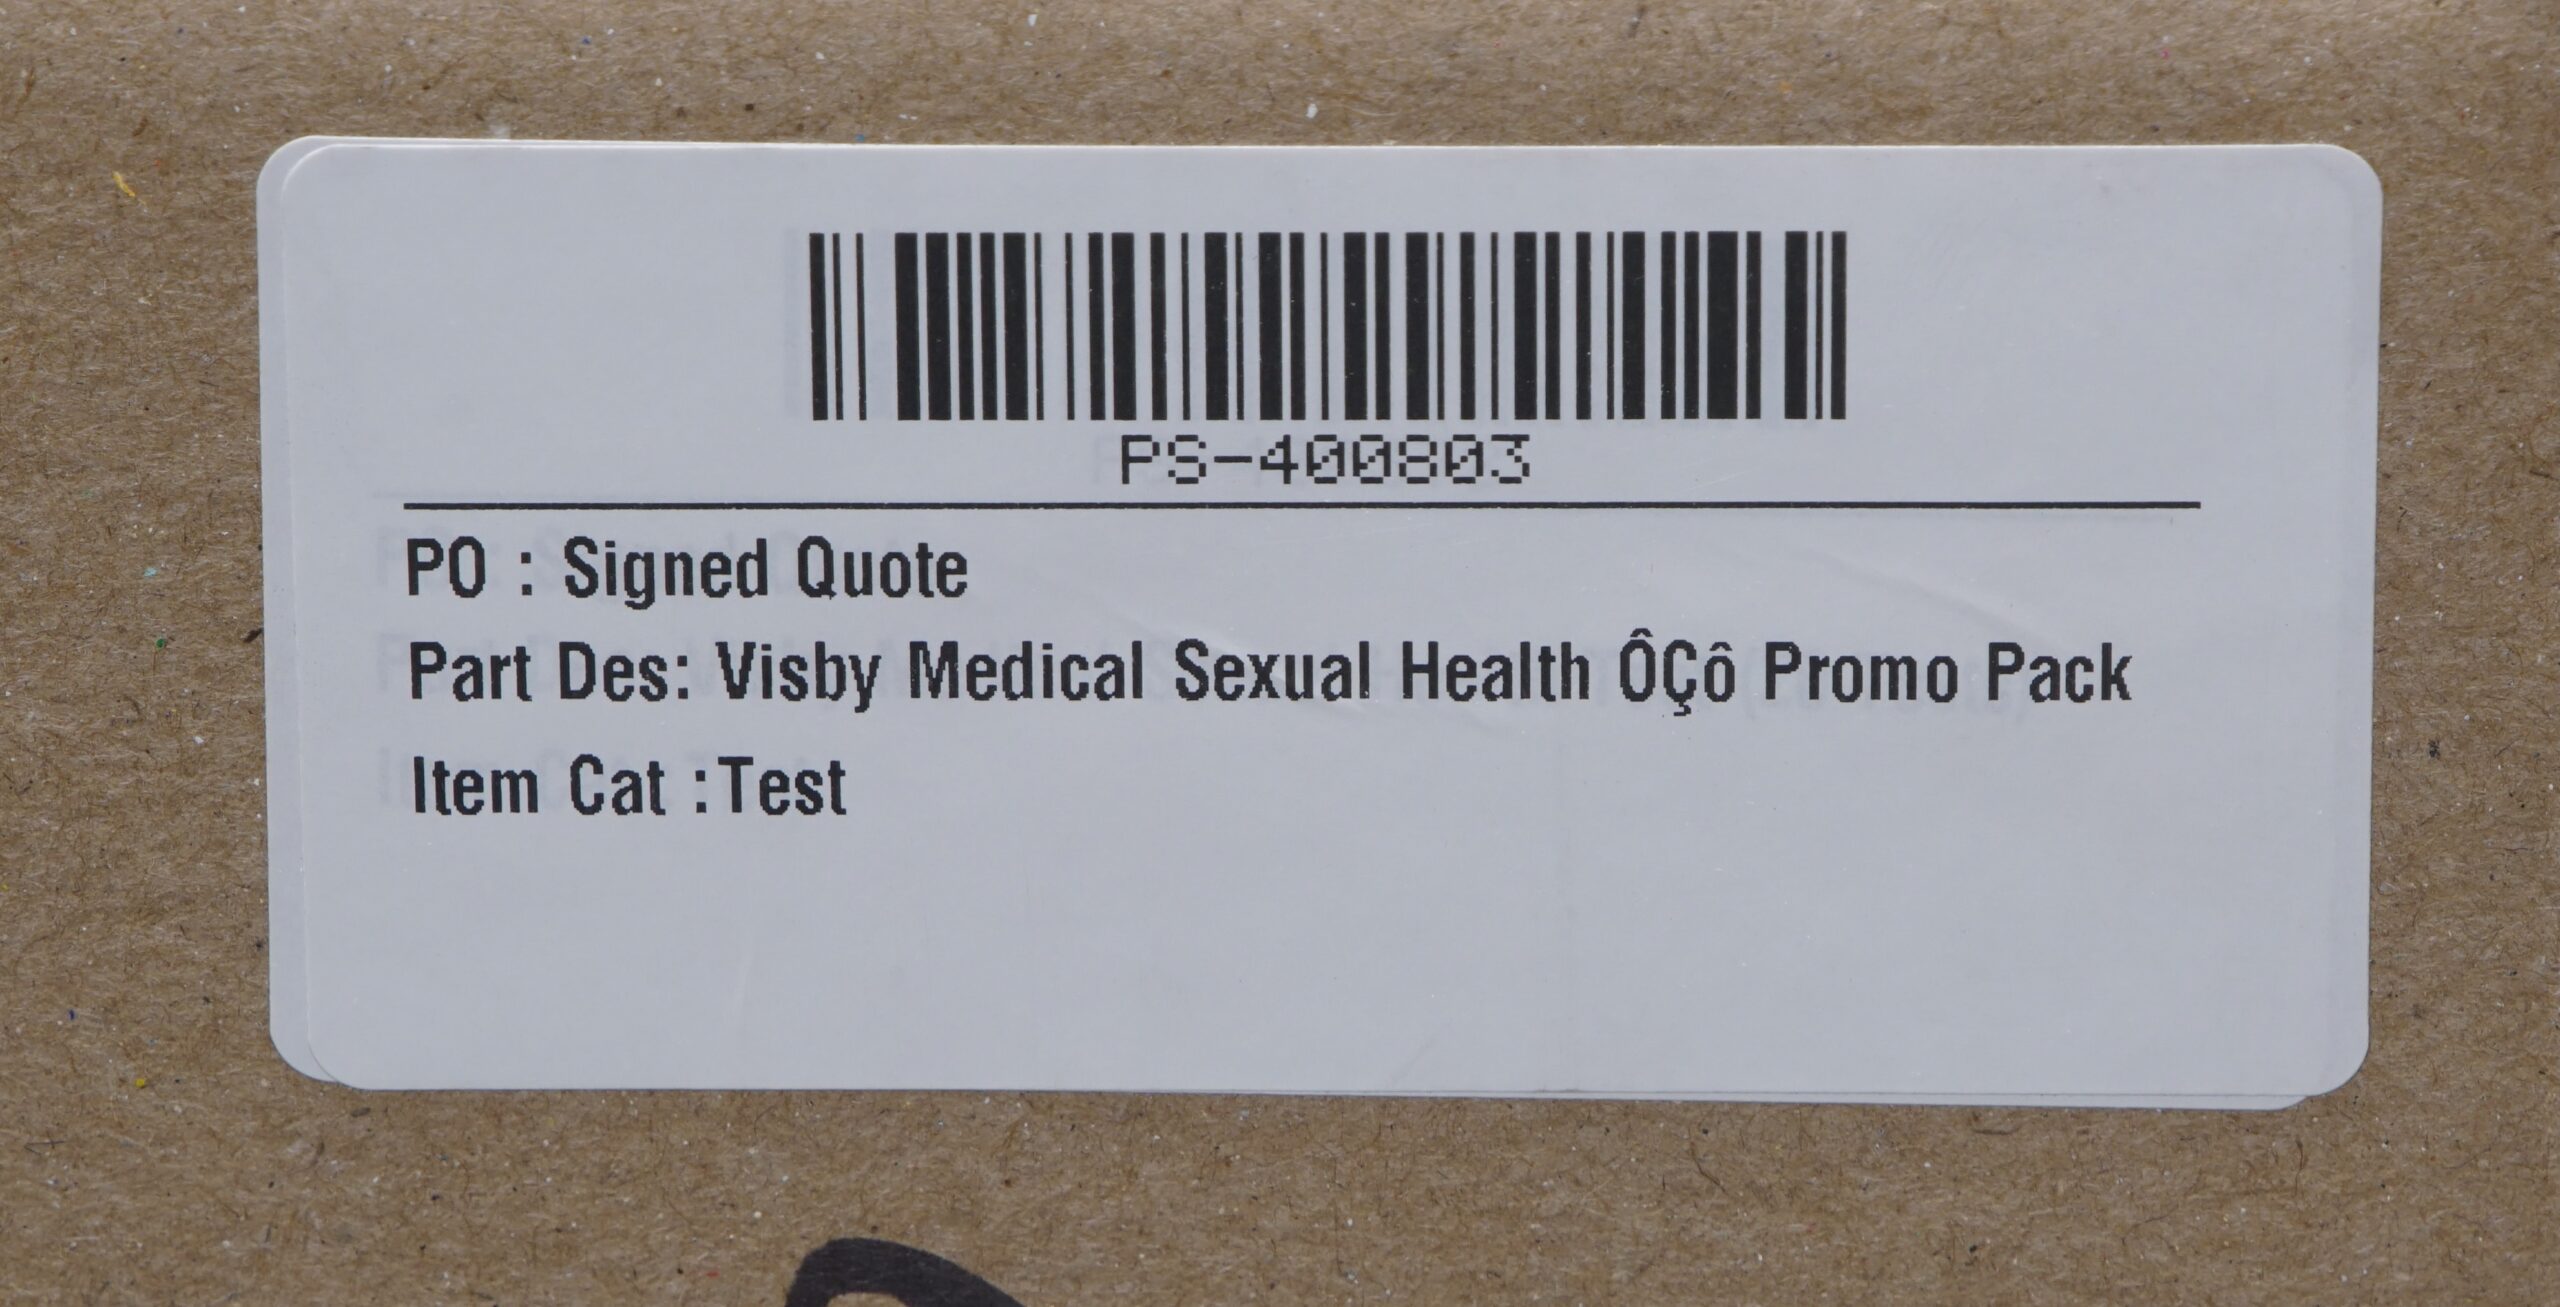 PS-400803
PO : Signed Quote
Part Des: Visby Medical Sexual Health ÔÇô Promo Pack
Item Cat :Test